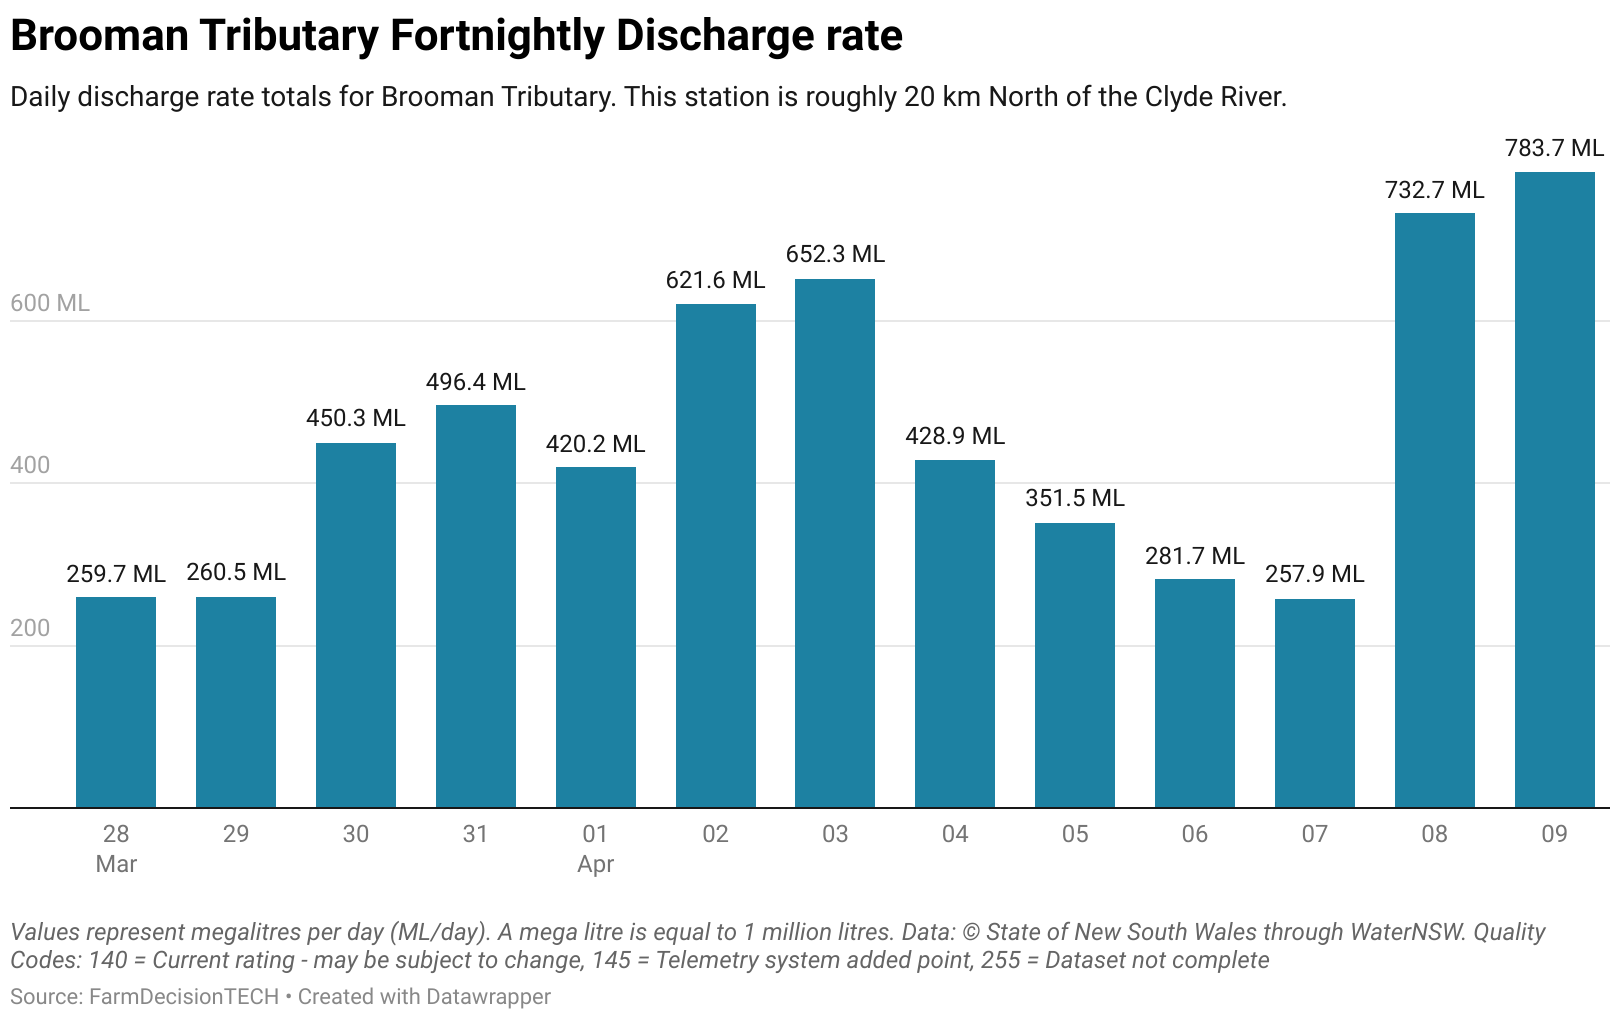 Brooman Tributary Fortnightly Discharge rate
Daily discharge rate totals for Brooman Tributary. This station is roughly 20 km North of the Clyde River.
783.7 ML
732.7 ML
652.3 ML
621.6 ML
600 ML
496.4 ML
450.3 ML
420.2 ML
428.9 ML
400
351.5 ML
281.7 ML
259.7 ML
260.5 ML
257.9 ML
200
28 29 30 31 01 02 03 04 05 06 07 08 09
Mar Apr
Values represent megalitres per day (ML/day). A mega litre is equal to 1 million litres. Data: © State of New South Wales through WaterNSW. Quality
Codes: 140 = Current rating - may be subject to change, 145 = Telemetry system added point, 255 = Dataset not complete
Source: FarmDecisionTECH • Created with Datawrapper